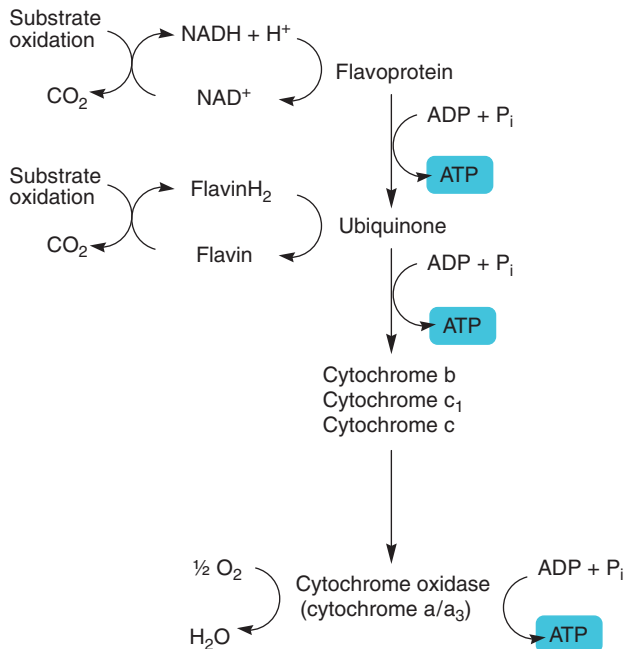 Substrate
oxidation
NADH + H⁺
CO₂
NAD⁺
Flavoprotein
ADP + Pᵢ
ATP
Substrate
oxidation
FlavinH₂
CO₂
Flavin
Ubiquinone
ADP + Pᵢ
ATP
Cytochrome b
Cytochrome c₁
Cytochrome c
½ O₂
H₂O
Cytochrome oxidase
(cytochrome a/a₃)
ADP + Pᵢ
ATP